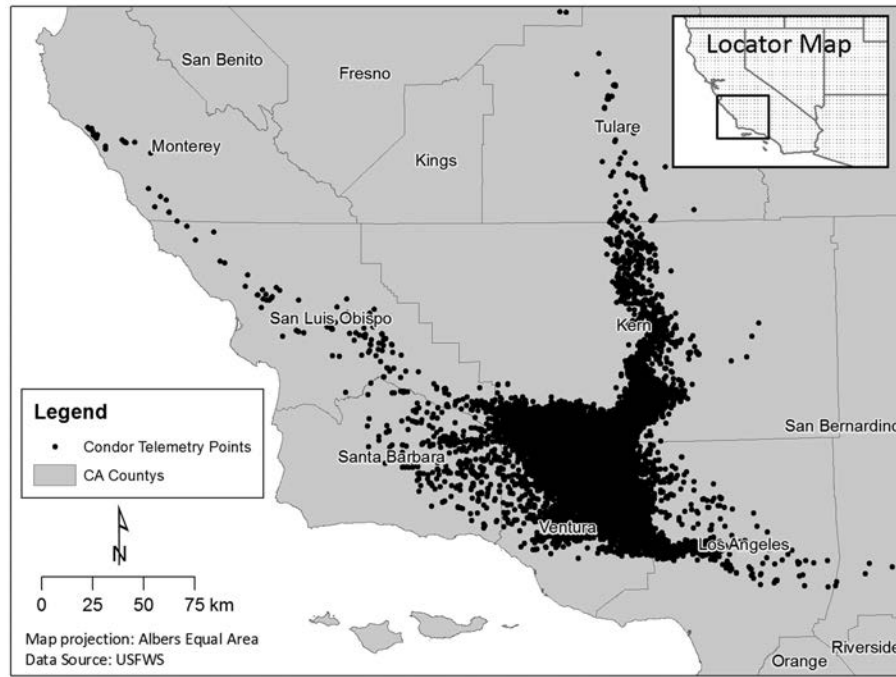 Locator Map
San Benito
Fresno
Tulare
Monterey
Kings
San Luis Obispo
Kern
San Bernardino
Santa Barbara
Ventura
Los Angeles
Riverside
Orange
Legend
Condor Telemetry Points
CA Countys
N
0 25 50 75 km
Map projection: Albers Equal Area
Data Source: USFWS